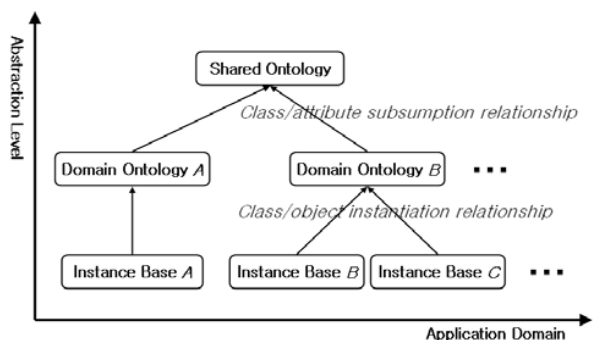 Abstraction Level
Shared Ontology
Class/attribute subsumption relationship
Domain Ontology A
Domain Ontology B
...
Class/object instantiation relationship
Instance Base A
Instance Base B
Instance Base C
...
Application Domain